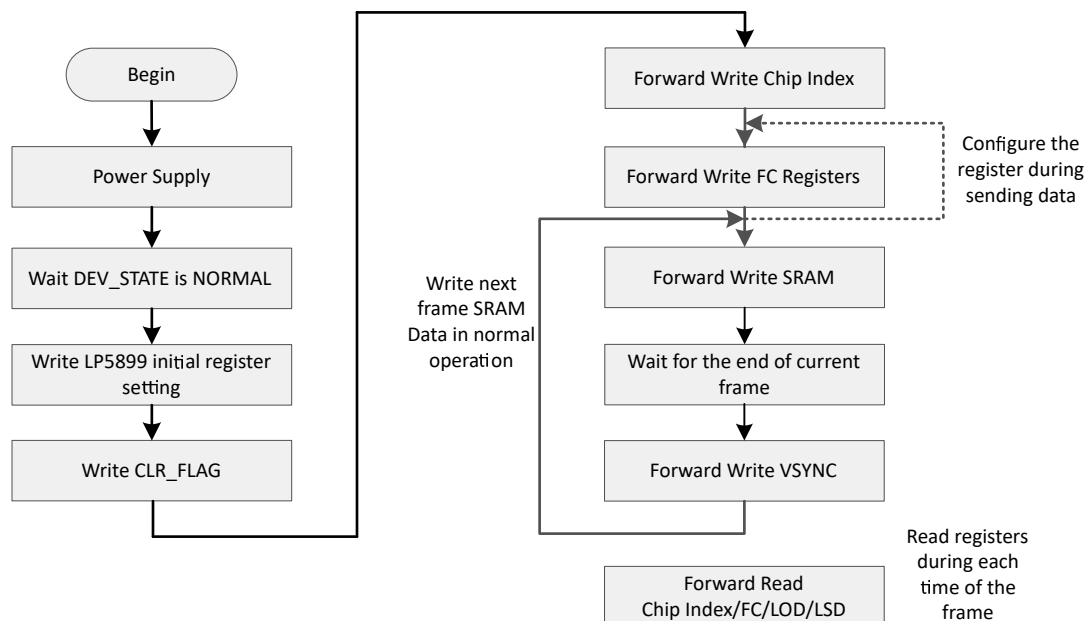 Begin
Power Supply
Wait DEV_STATE is NORMAL
Write LP5899 initial register
setting
Write CLR_FLAG
Forward Write Chip Index
Configure the
register during
sending data
Forward Write FC Registers
Write next
frame SRAM
Data in normal
operation
Forward Write SRAM
Wait for the end of current
frame
Forward Write VSYNC
Read registers
during each
time of the
frame
Forward Read
Chip Index/FC/LOD/LSD